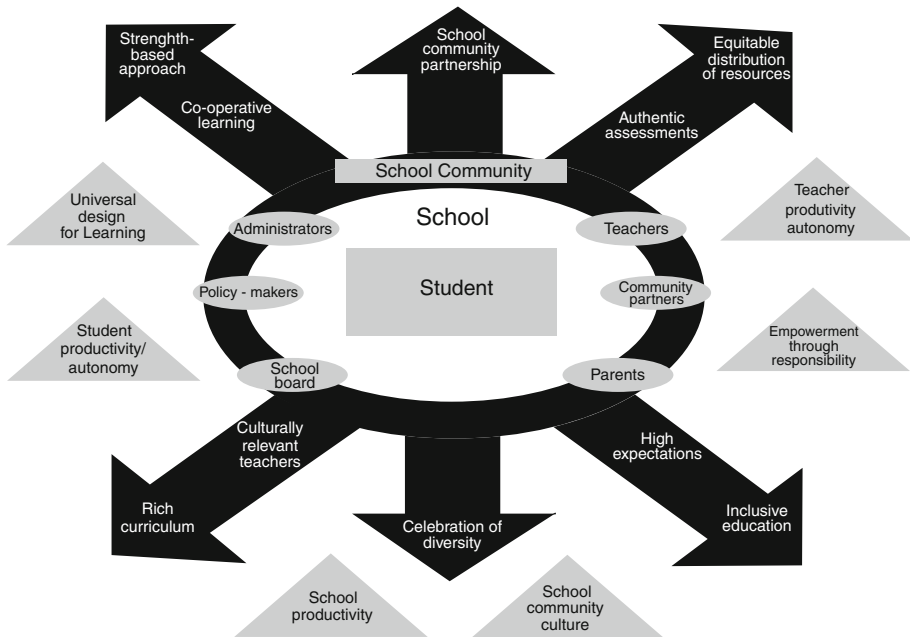 Strenghth-
based
approach
Co-operative
learning
School
community
partnership
Equitable
distribution
of resources
Authentic
assessments
School Community
Universal
design
for Learning
Administrators
School
Teachers
Teacher
produtivity
autonomy
Policy - makers
Student
Community
partners
Student
productivity/
autonomy
School
board
Parents
Empowerment
through
responsibility
Culturally
relevant
teachers
High
expectations
Rich
curriculum
Celebration of
diversity
Inclusive
education
School
productivity
School
community
culture